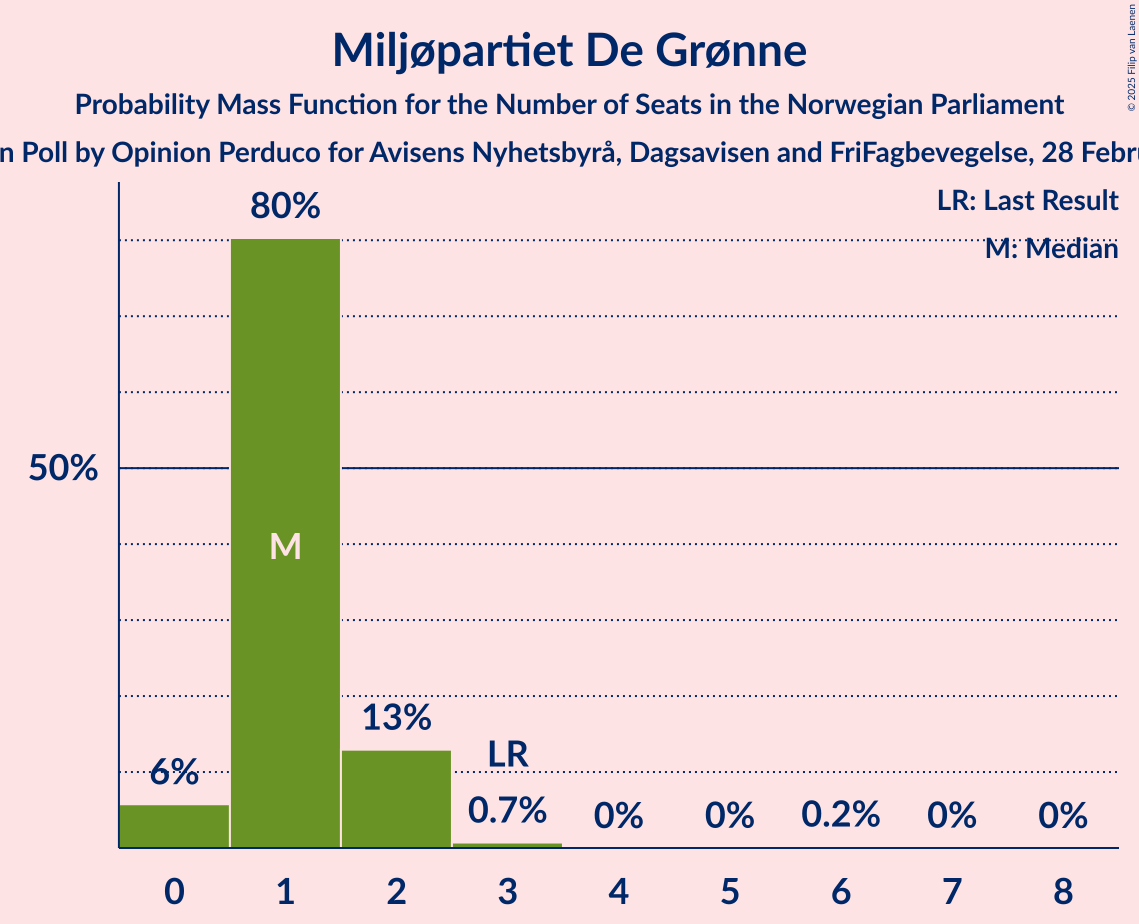 Miljøpartiet De Grønne
Probability Mass Function for the Number of Seats in the Norwegian Parliament
n Poll by Opinion Perduco for Avisens Nyhetsbyrå, Dagsavisen and FriFagbevegelse, 28 Febr
© 2025 Filip van Laenen
LR: Last Result
M: Median
80%
50%
M
13%
LR
6%
0.7%
0%
0%
0.2%
0%
0%
0 1 2 3 4 5 6 7 8